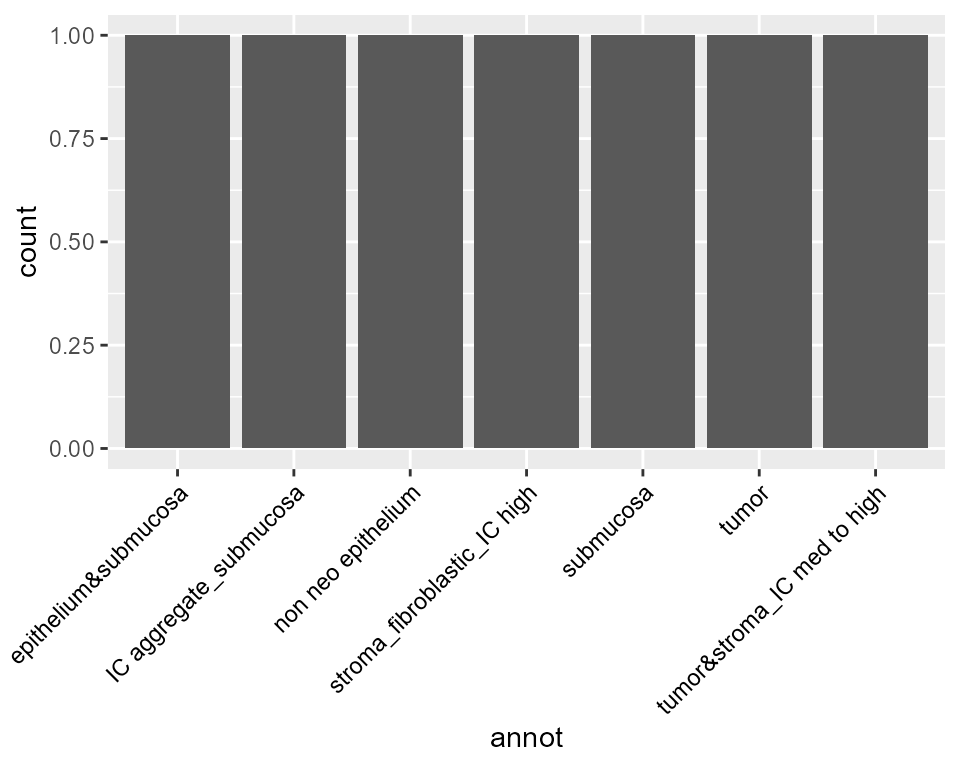 1.00
0.75
0.50
0.25
0.00
count
epithelium&submucosa
IC aggregate_submucosa
non neo epithelium
stroma_fibroblastic_IC high
submucosa
tumor
tumor&stroma_IC med to high
annot